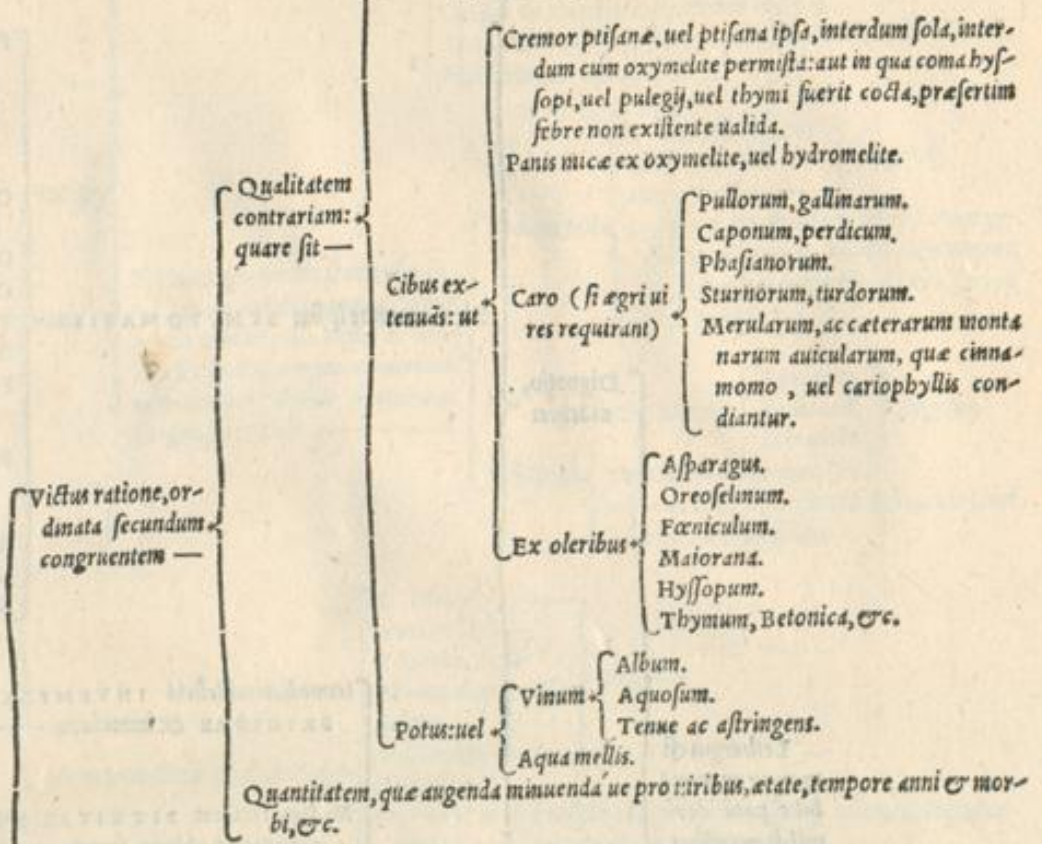 Cremor ptiſanæ, uel ptiſana ipſa, interdum ſola, inter-
dum cum oxymelite permiſta: aut in qua coma hyſ-
ſopi, uel pulegij, uel thymi fuerit cocta, præſertim
febre non exiſtente ualida.
Panis micæ ex oxymelite, uel hydromelite.
Qualitatem
contrariam:
quare ſit —
Cibus ex-
tenuãs: ut
Caro (ſi ægri ui
res requirant)
Pullorum, gallinarum.
Caponum, perdicum.
Phaſianorum.
Sturnorum, turdorum.
Merularum, ac cæterarum monta
narum auicularum, quæ cinna-
momo, uel cariophyllis con-
diantur.
Victus ratione, or-
dinata ſecundum
congruentem —
Ex oleribus
Aſparagus.
Oreoſelinum.
Fœniculum.
Maiorana.
Hyſſopum.
Thymum, Betonica, &c.
Potus: uel
Vinum
Album.
Aquoſum.
Tenue ac aſtringens.
Aqua mellis.
Quantitatem, quæ augenda minuendá ue pro uiribus, ætate, tempore anni & mor-
bi, &c.